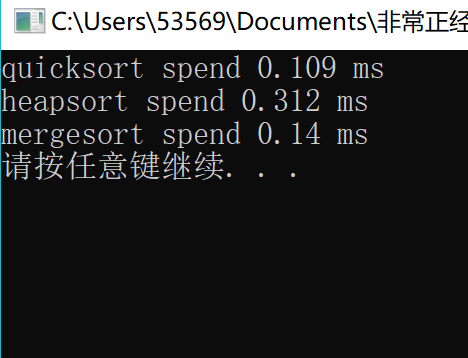 C:\Users\53569\Documents\非常正经
quicksort spend 0.109 ms
heapsort spend 0.312 ms
mergesort spend 0.14 ms
请按任意键继续. . .